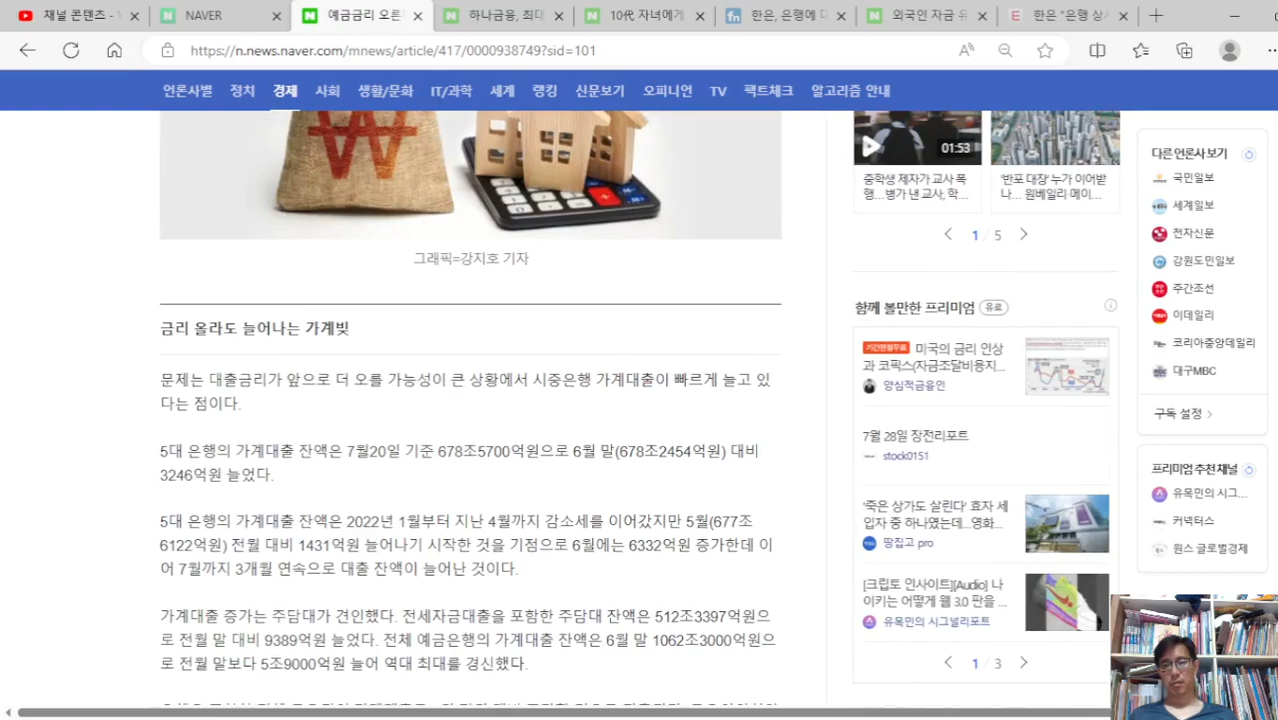 채널 콘텐츠 -
NAVER
예금금리 오른
하나금융, 최대
10代 자녀에게
한은, 은행에 대
외국인 자금 유
한은 "은행 상시
https://n.news.naver.com/mnews/article/417/0000938749?sid=101
언론사별 정치 경제 사회 생활/문화 IT/과학 세계 랭킹 신문보기 오피니언 TV 팩트체크 알고리즘 안내
그래픽=강지호 기자
금리 올라도 늘어나는 가계빚
문제는 대출금리가 앞으로 더 오를 가능성이 큰 상황에서 시중은행 가계대출이 빠르게 늘고 있
다는 점이다.
5대 은행의 가계대출 잔액은 7월20일 기준 678조5700억원으로 6월 말(678조2454억원) 대비
3246억원 늘었다.
5대 은행의 가계대출 잔액은 2022년 1월부터 지난 4월까지 감소세를 이어갔지만 5월(677조
6122억원) 전월 대비 1431억원 늘어나기 시작한 것을 기점으로 6월에는 6332억원 증가한데 이
어 7월까지 3개월 연속으로 대출 잔액이 늘어난 것이다.
가계대출 증가는 주담대가 견인했다. 전세자금대출을 포함한 주담대 잔액은 512조3397억원으
로 전월 말 대비 9389억원 늘었다. 전체 예금은행의 가계대출 잔액은 6월 말 1062조3000억원으
로 전월 말보다 5조9000억원 늘어 역대 최대를 경신했다.
01:53
중학생 제자가 교사 폭
행... 병가 낸 교사, 학...
'반포 대장' 누가 이어받
나... 원베일리·메이...
1 / 5
함께 볼만한 프리미엄 유료
기간한정무료 미국의 금리 인상
과 코픽스(자금조달비용지...
양심적금융인
7월 28일 장전리포트
stock0151
'죽은 상가도 살린다' 효자 세
입자 중 하나였는데...영화...
땅집고 pro
[크립토 인사이트][Audio] 나
이키는 어떻게 웹 3.0 판을 ...
유목민의 시그널리포트
1 / 3
다른 언론사 보기
국민일보
세계일보
전자신문
강원도민일보
주간조선
이데일리
코리아중앙데일리
대구MBC
구독 설정
프리미엄 추천 채널
유목민의 시그...
커넥터스
원스 글로벌경제